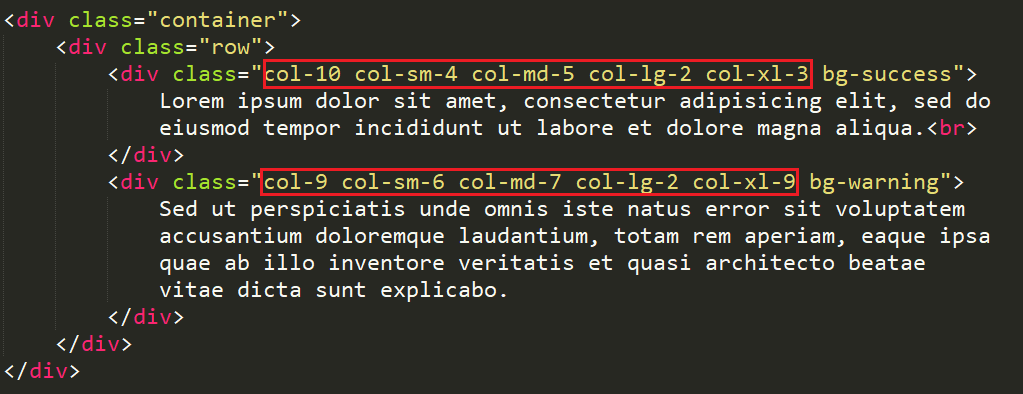 <div class="container">
<div class="row">
<div class="col-10 col-sm-4 col-md-5 col-lg-2 col-xl-3 bg-success">
Lorem ipsum dolor sit amet, consectetur adipisicing elit, sed do
eiusmod tempor incididunt ut labore et dolore magna aliqua.<br>
</div>
<div class="col-9 col-sm-6 col-md-7 col-lg-2 col-xl-9 bg-warning">
Sed ut perspiciatis unde omnis iste natus error sit voluptatem
accusantium doloremque laudantium, totam rem aperiam, eaque ipsa
quae ab illo inventore veritatis et quasi architecto beatae
vitae dicta sunt explicabo.
</div>
</div>
</div>